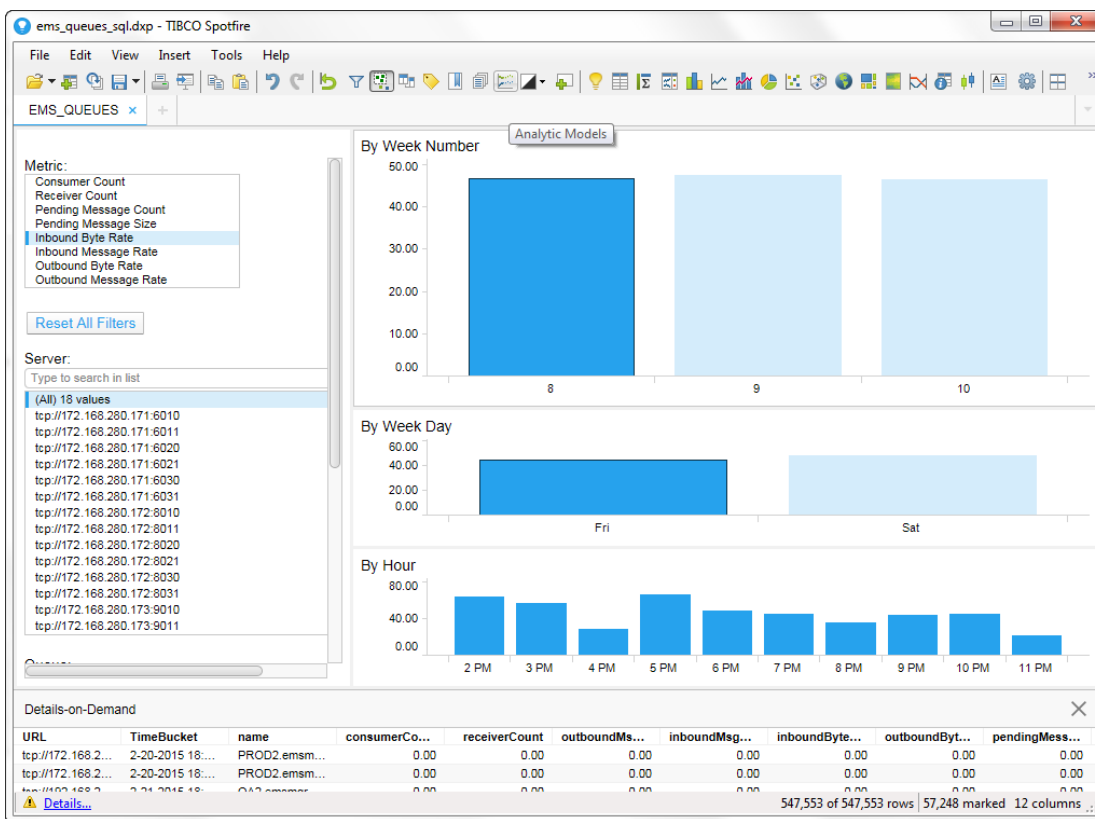 ems_queues_sql.dxp - TIBCO Spotfire
File Edit View Insert Tools Help
EMS_QUEUES × +
Analytic Models
Metric:
Consumer Count
Receiver Count
Pending Message Count
Pending Message Size
Inbound Byte Rate
Inbound Message Rate
Outbound Byte Rate
Outbound Message Rate
Reset All Filters
Server:
Type to search in list
(All) 18 values
tcp://172.168.280.171:6010
tcp://172.168.280.171:6011
tcp://172.168.280.171:6020
tcp://172.168.280.171:6021
tcp://172.168.280.171:6030
tcp://172.168.280.171:6031
tcp://172.168.280.172:8010
tcp://172.168.280.172:8011
tcp://172.168.280.172:8020
tcp://172.168.280.172:8021
tcp://172.168.280.172:8030
tcp://172.168.280.172:8031
tcp://172.168.280.173:9010
tcp://172.168.280.173:9011
By Week Number
50.00
40.00
30.00
20.00
10.00
0.00
8 9 10
By Week Day
60.00
40.00
20.00
0.00
Fri Sat
By Hour
80.00
40.00
0.00
2 PM 3 PM 4 PM 5 PM 6 PM 7 PM 8 PM 9 PM 10 PM 11 PM
Details-on-Demand
URL TimeBucket name consumerCo... receiverCount outboundMs... inboundMsg... inboundByte... outboundByt... pendingMess...
tcp://172.168.2... 2-20-2015 18:... PROD2.emsm... 0.00 0.00 0.00 0.00 0.00 0.00 0.00
tcp://172.168.2... 2-20-2015 18:... PROD2.emsm... 0.00 0.00 0.00 0.00 0.00 0.00 0.00
Details... 547,553 of 547,553 rows 57,248 marked 12 columns